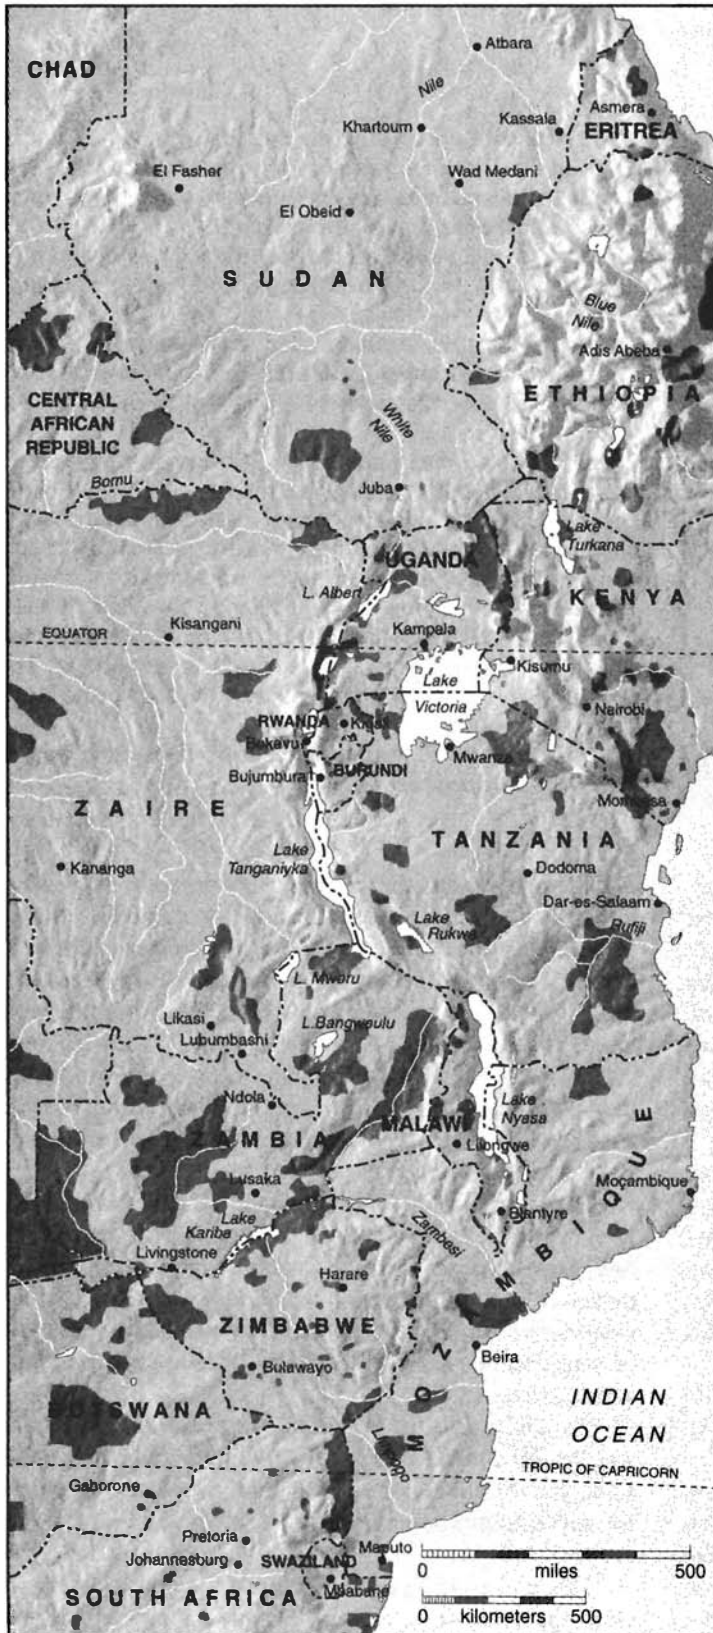 Atbara
CHAD
Nile
Asmera
Khartoum
Kassala
ERITREA
El Fasher
Wad Medani
El Obeid
SUDAN
Blue
Nile
Adis Abeba
CENTRAL
AFRICAN
REPUBLIC
ETHIOPIA
White
Nile
Bomu
Juba
Lake
Turkana
UGANDA
L. Albert
KENYA
Kisangani
EQUATOR
Kampala
Kisumu
Lake
Victoria
RWANDA
Nairobi
Bukavu
Mwanza
BURUNDI
Bujumbura
ZAIRE
Mombasa
TANZANIA
Lake
Tanganiyka
Kananga
Dodoma
Dar-es-Salaam
Lake
Rukwa
Rufiji
L. Mweru
Likasi
L. Bangweulu
Lubumbashi
Ndola
Lake
Nyasa
MALAWI
ZAMBIA
Lilongwe
Lusaka
Moçambique
Blantyre
Lake
Kariba
Zambesi
Livingstone
Harare
MOZAMBIQUE
ZIMBABWE
Beira
Bulawayo
INDIAN
OCEAN
BOTSWANA
Limpopo
TROPIC OF CAPRICORN
Gaborone
Pretoria
Johannesburg
SWAZILAND
Maputo
Mbabane
SOUTH AFRICA
0 miles 500
0 kilometers 500